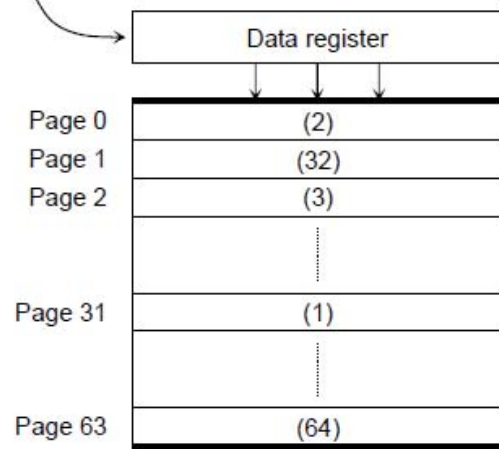 Data register
Page 0 (2)
Page 1 (32)
Page 2 (3)
Page 31 (1)
Page 63 (64)